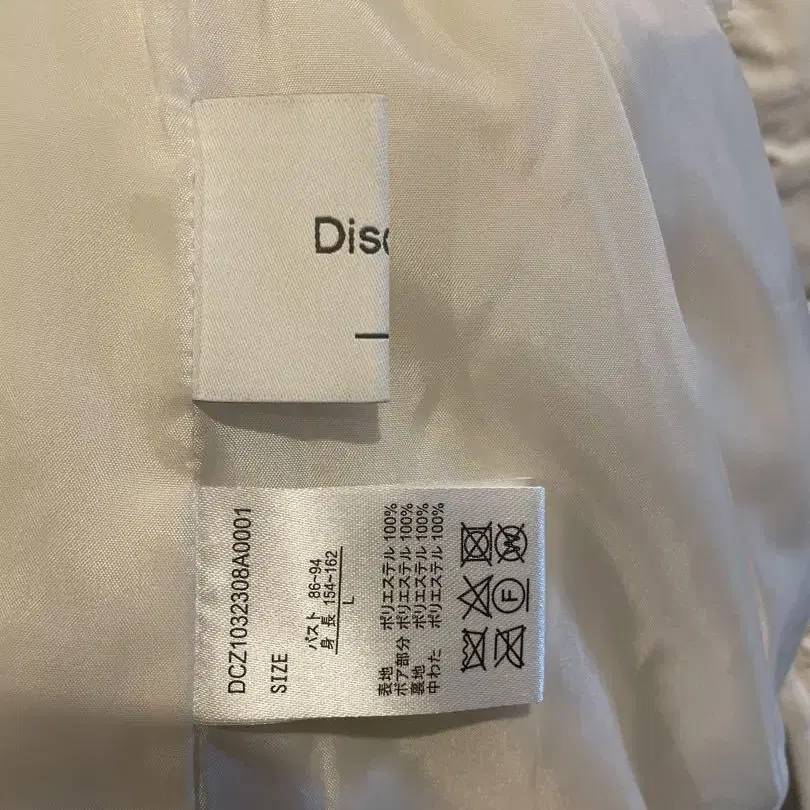 Dis
DCZ1032308A0001
SIZE
バスト 86~94
身 長 154~162
L
表地 ポリエステル 100%
ボア部分 ポリエステル 100%
裏地 ポリエステル 100%
中わた ポリエステル 100%
F
W